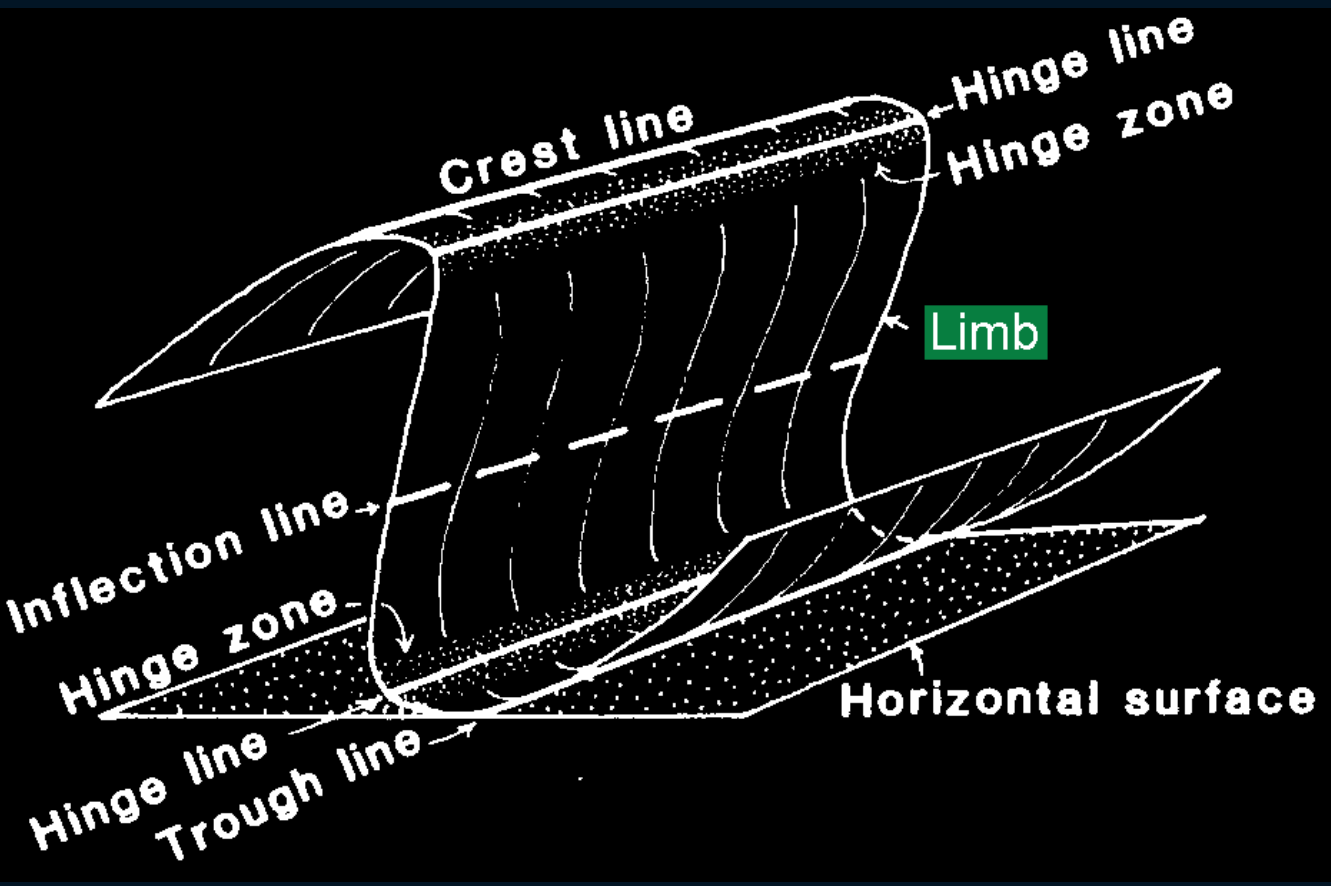 Hinge line
Crest line
Hinge zone
Limb
Inflection line
Hinge zone
Horizontal surface
Hinge line
Trough line